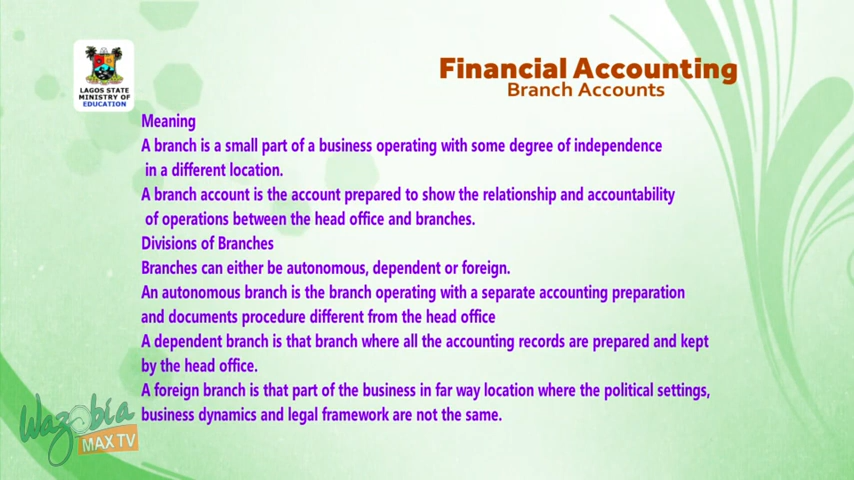 LAGOS STATE
MINISTRY OF
EDUCATION
Financial Accounting
Branch Accounts
Meaning
A branch is a small part of a business operating with some degree of independence
in a different location.
A branch account is the account prepared to show the relationship and accountability
of operations between the head office and branches.
Divisions of Branches
Branches can either be autonomous, dependent or foreign.
An autonomous branch is the branch operating with a separate accounting preparation
and documents procedure different from the head office
A dependent branch is that branch where all the accounting records are prepared and kept
by the head office.
A foreign branch is that part of the business in far way location where the political settings,
business dynamics and legal framework are not the same.
Wazobia
MAX TV